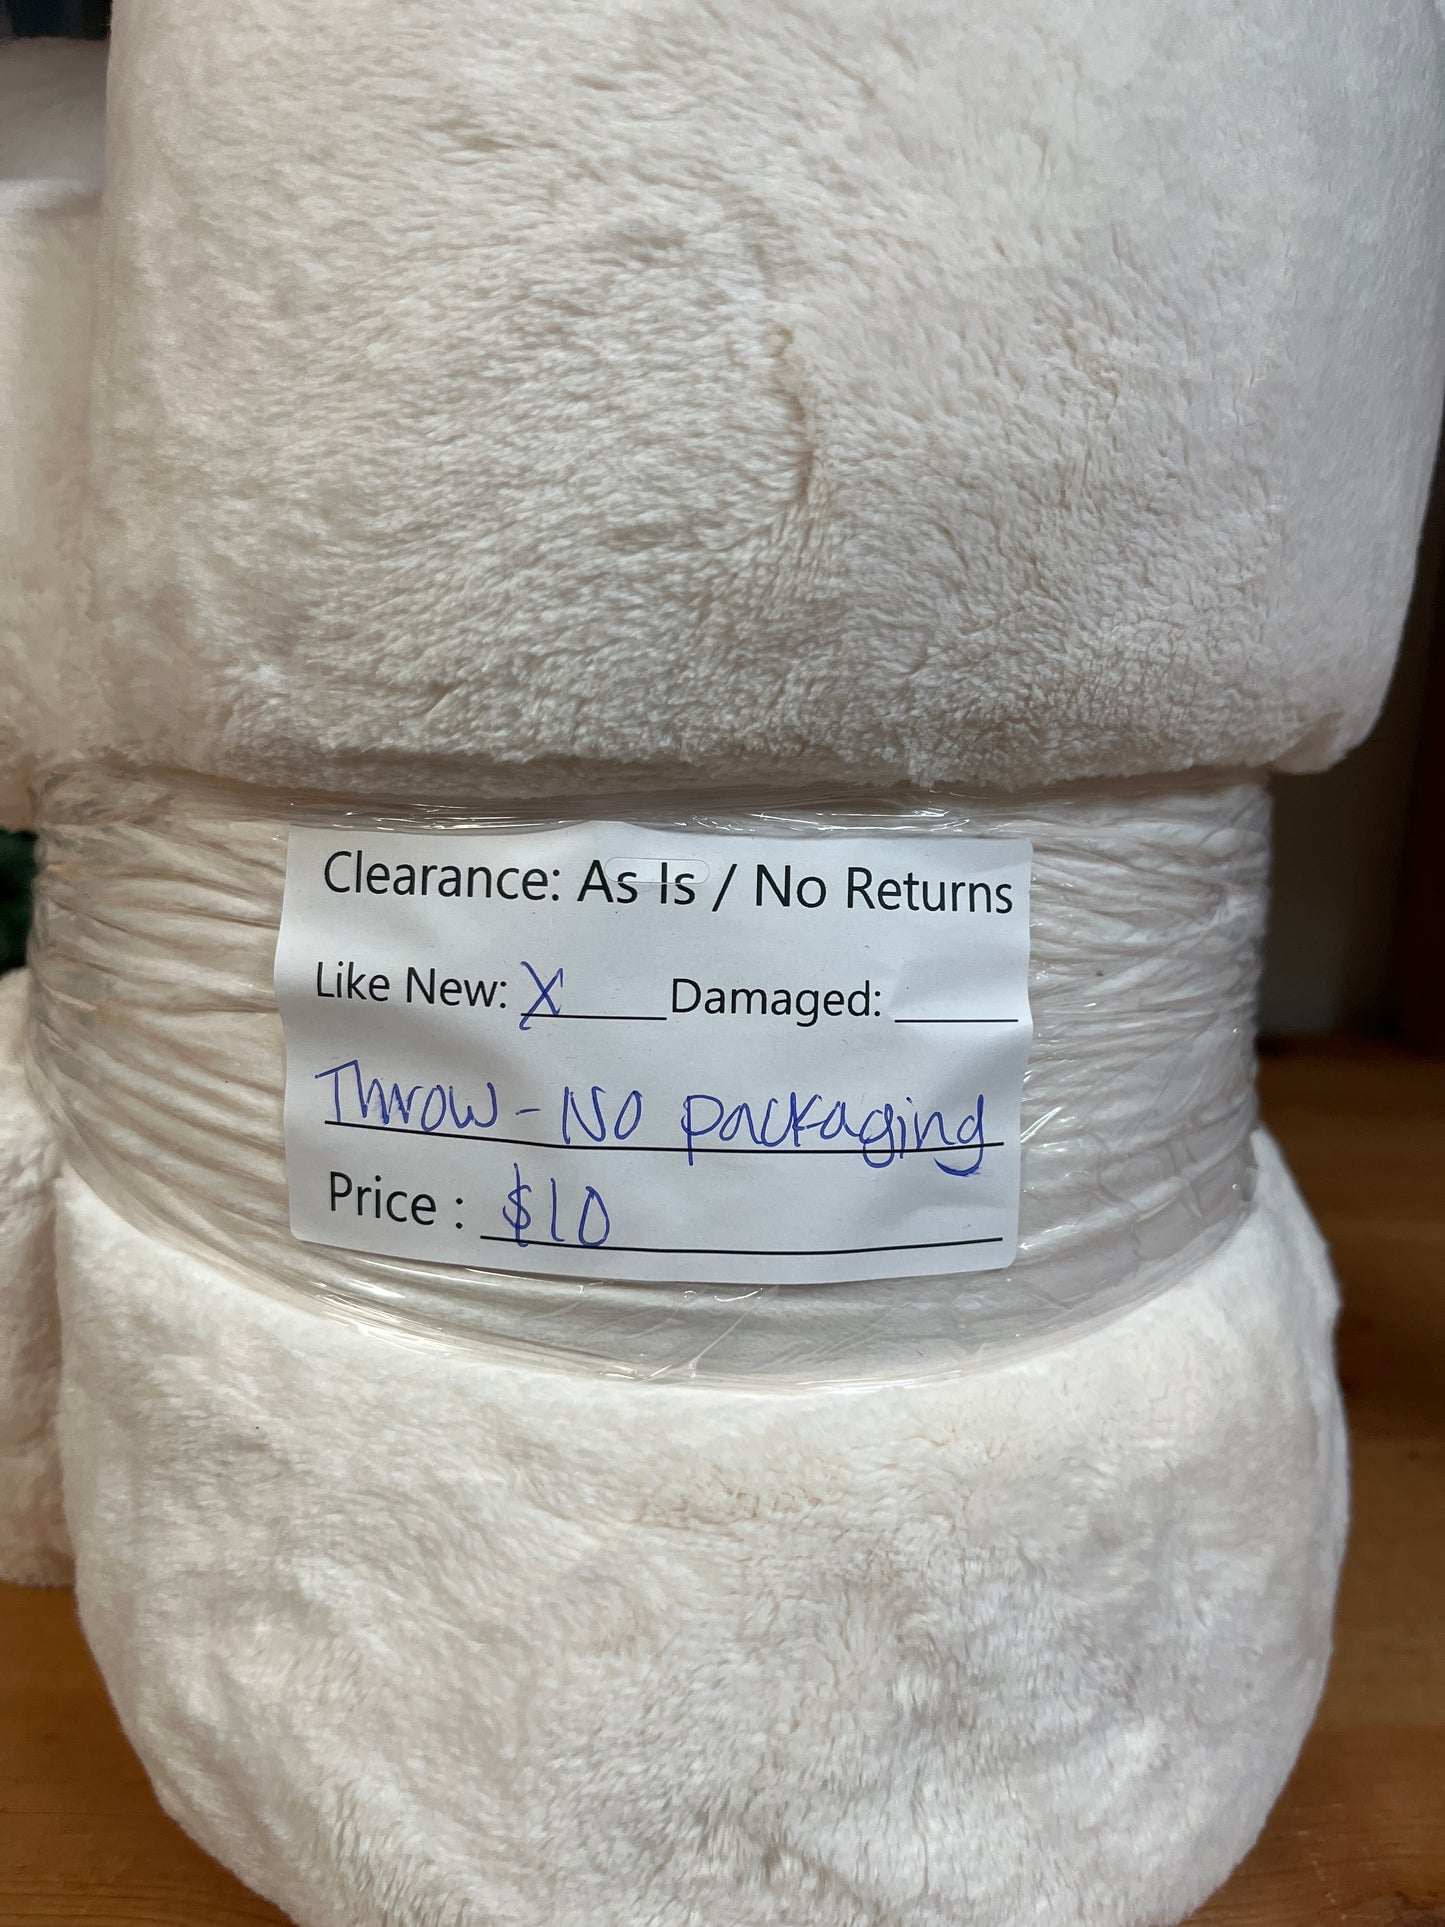 Clearance: As Is / No Returns
Like New: X Damaged:
Throw - No packaging
Price : $10